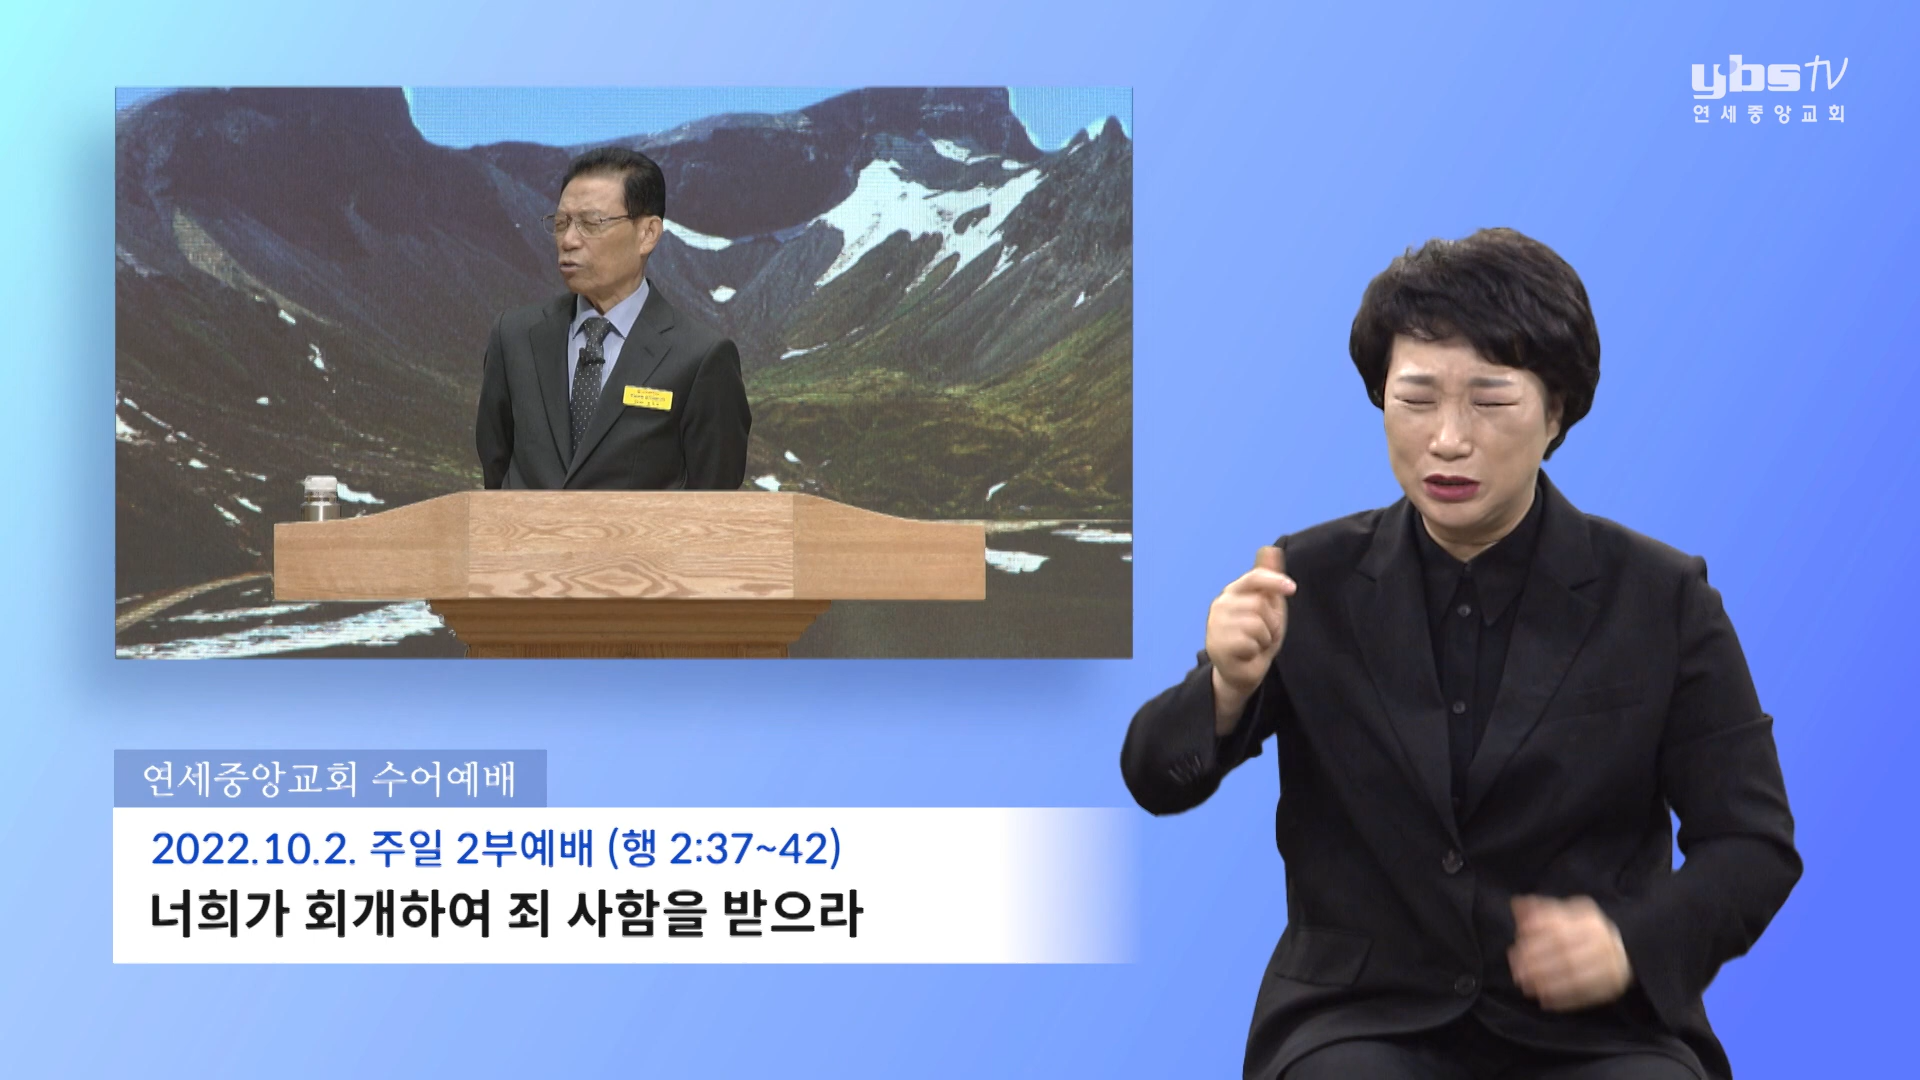 ybstv
연세중앙교회
연세중앙교회 수어예배
2022.10.2. 주일 2부예배 (행 2:37~42)
너희가 회개하여 죄 사함을 받으라